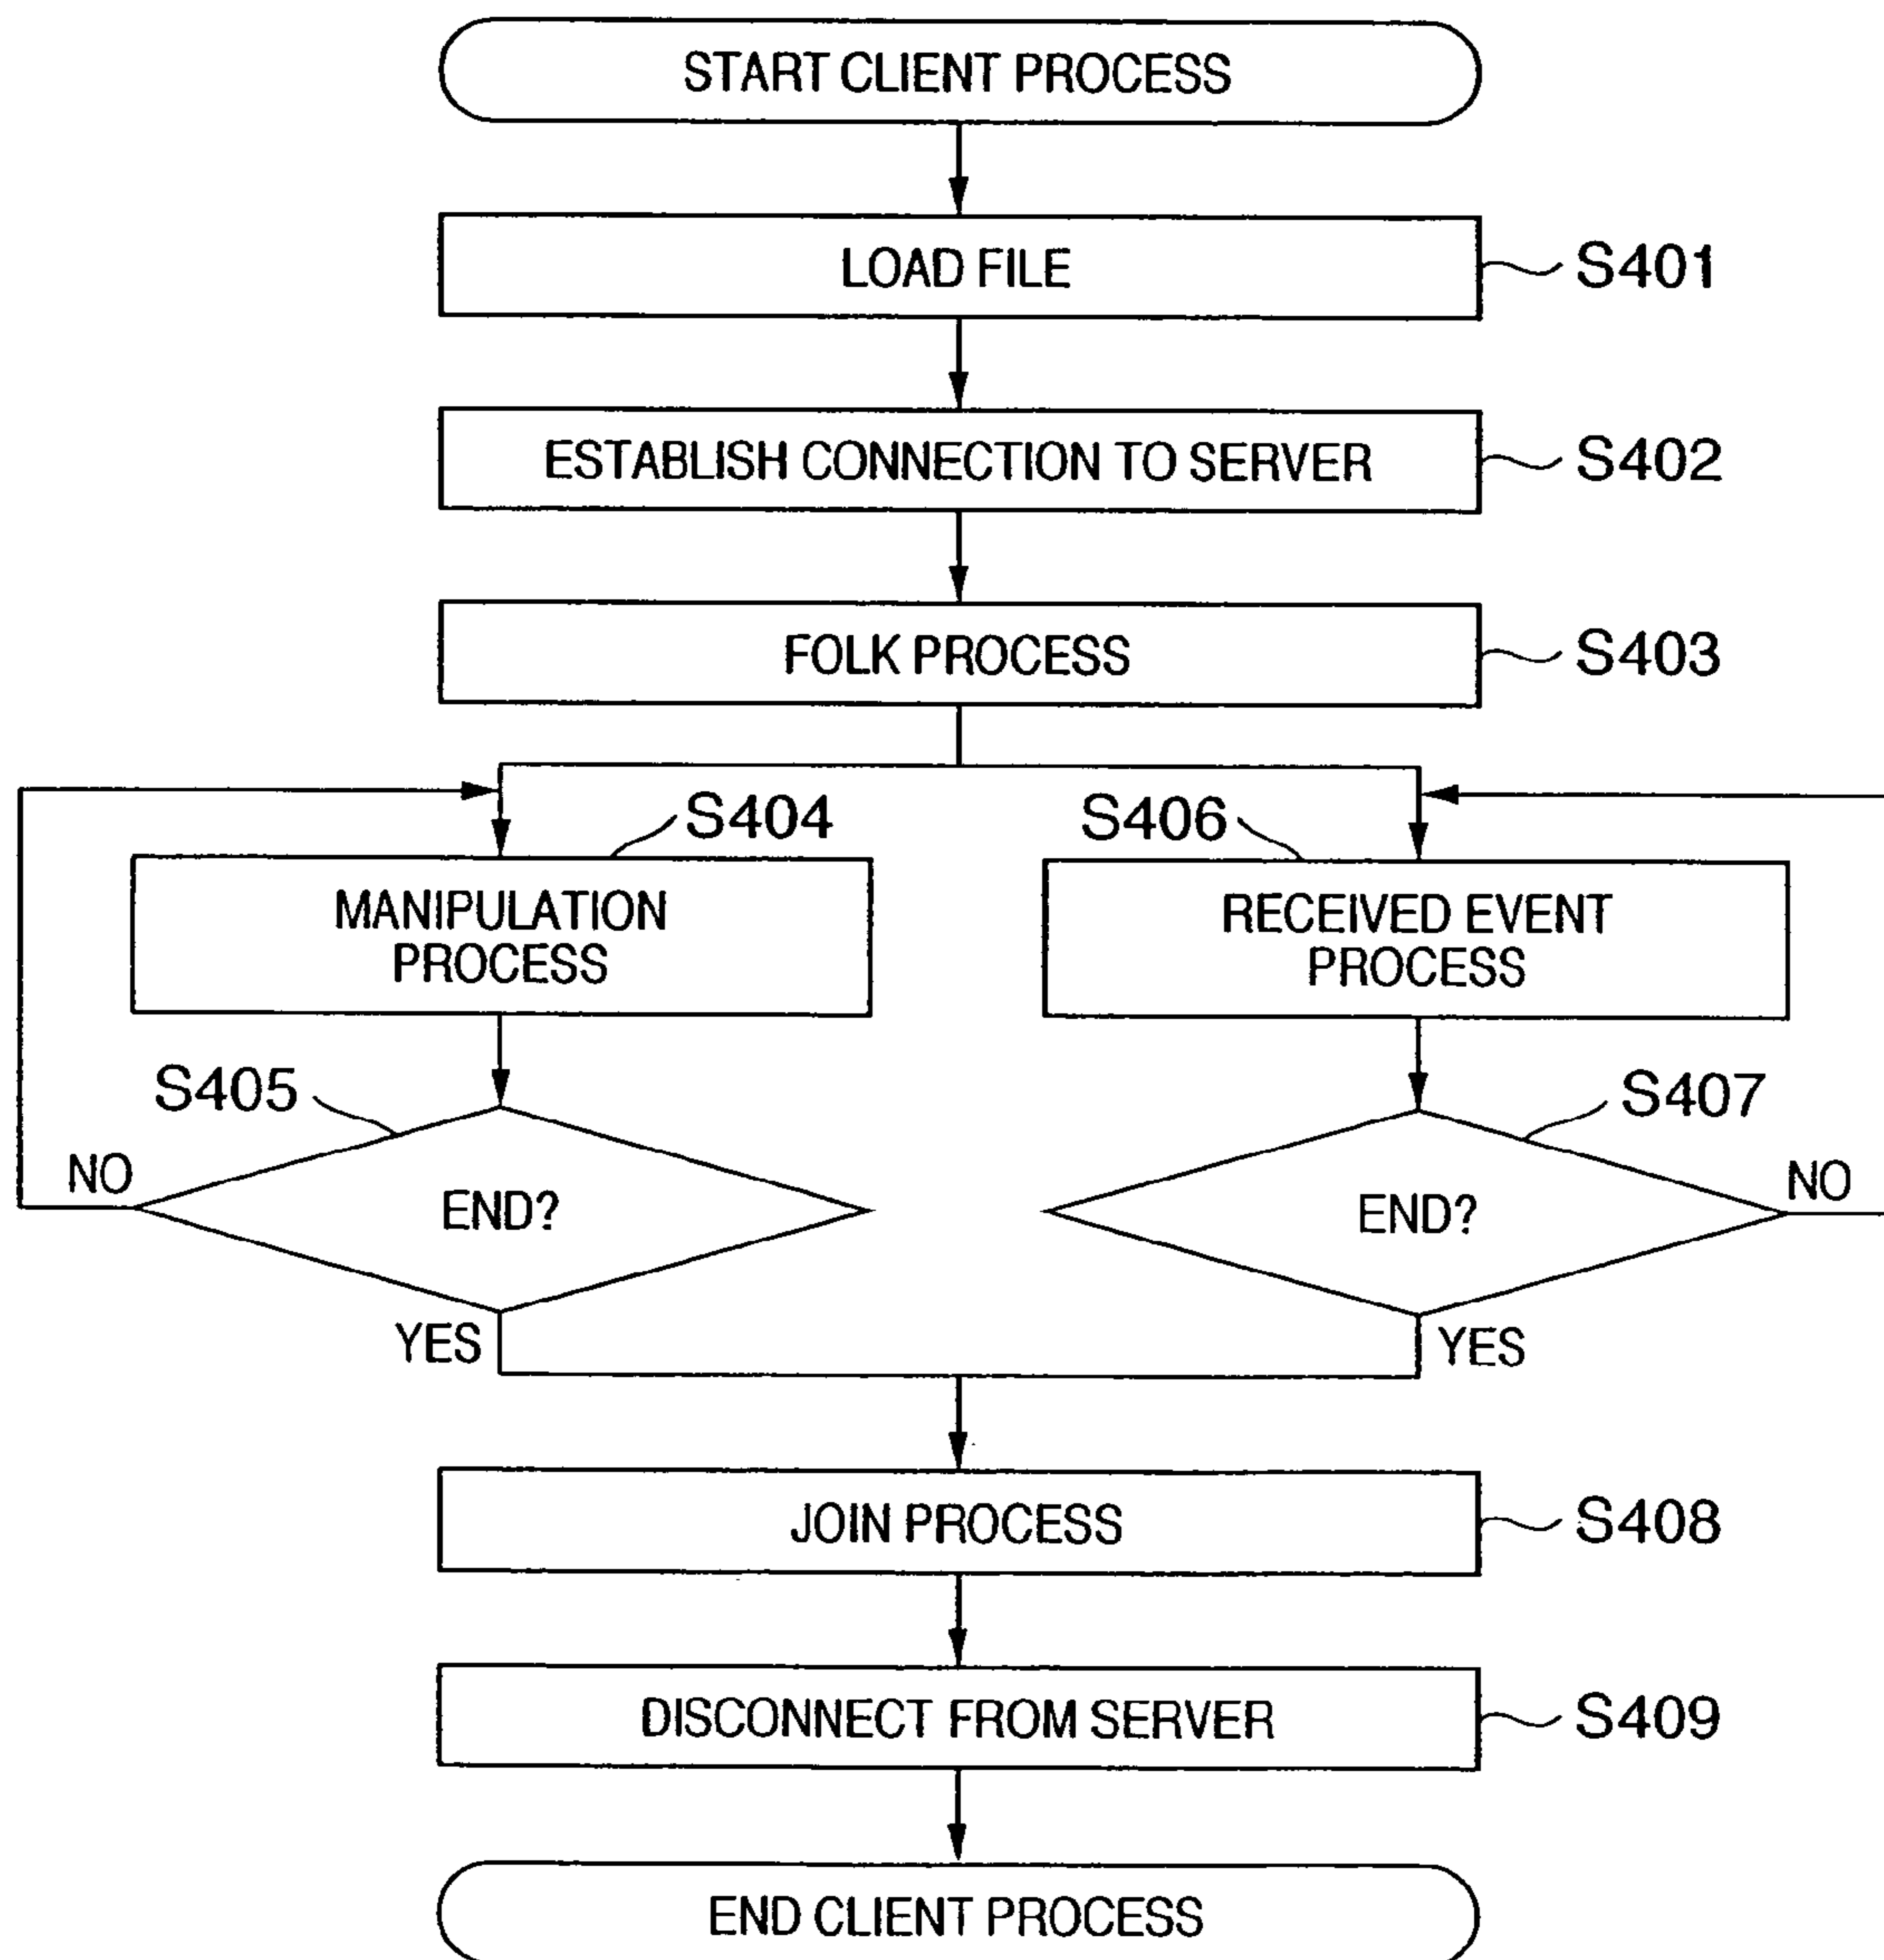 START CLIENT PROCESS
LOAD FILE
S401
ESTABLISH CONNECTION TO SERVER
S402
FOLK PROCESS
S403
S404
S406
MANIPULATION
PROCESS
RECEIVED EVENT
PROCESS
S405
S407
NO
END?
END?
NO
YES
YES
JOIN PROCESS
S408
DISCONNECT FROM SERVER
S409
END CLIENT PROCESS